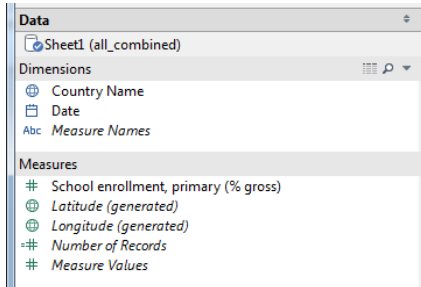 Data
Sheet1 (all_combined)
Dimensions
Country Name
Date
Abc Measure Names
Measures
# School enrollment, primary (% gross)
Latitude (generated)
Longitude (generated)
=# Number of Records
# Measure Values